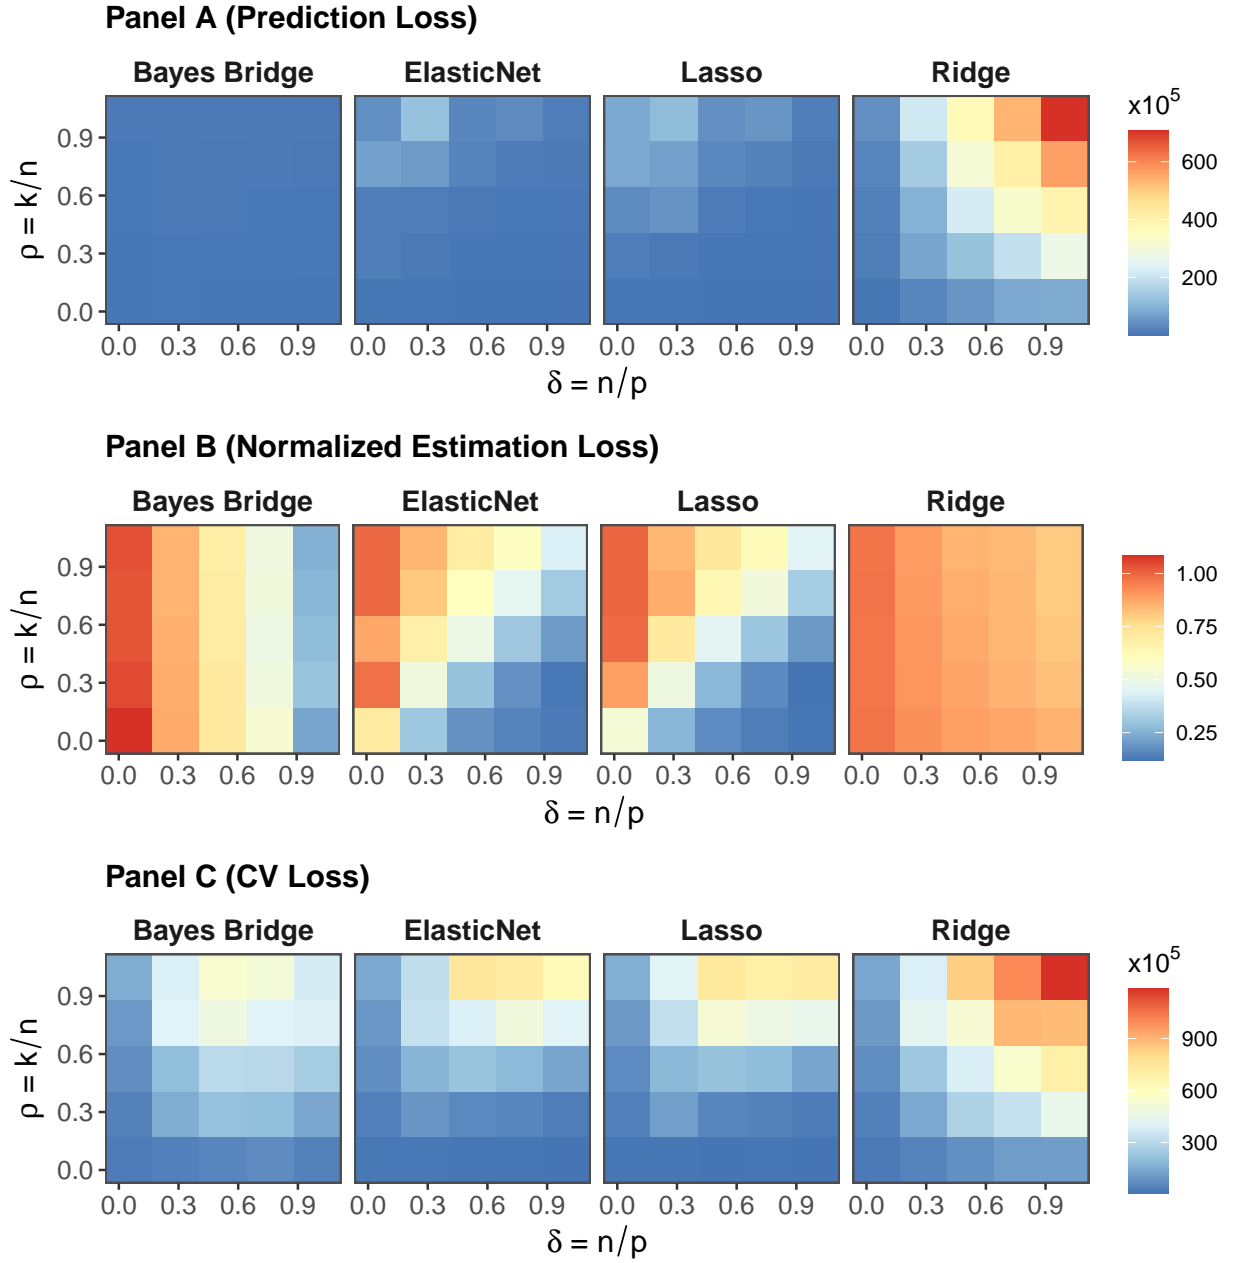 Panel A (Prediction Loss)
Bayes Bridge ElasticNet Lasso Ridge
x10^5
600
400
200
ρ = k/n
0.9
0.6
0.3
0.0
0.0 0.3 0.6 0.9 0.0 0.3 0.6 0.9 0.0 0.3 0.6 0.9 0.0 0.3 0.6 0.9
δ = n/p
Panel B (Normalized Estimation Loss)
Bayes Bridge ElasticNet Lasso Ridge
1.00
0.75
0.50
0.25
ρ = k/n
0.9
0.6
0.3
0.0
0.0 0.3 0.6 0.9 0.0 0.3 0.6 0.9 0.0 0.3 0.6 0.9 0.0 0.3 0.6 0.9
δ = n/p
Panel C (CV Loss)
Bayes Bridge ElasticNet Lasso Ridge
x10^5
900
600
300
ρ = k/n
0.9
0.6
0.3
0.0
0.0 0.3 0.6 0.9 0.0 0.3 0.6 0.9 0.0 0.3 0.6 0.9 0.0 0.3 0.6 0.9
δ = n/p